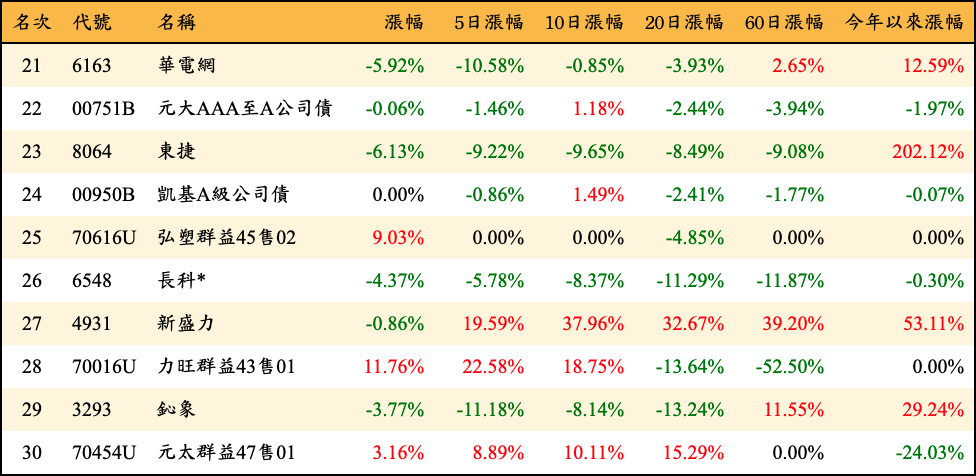 名次 代號 名稱 漲幅 5日漲幅 10日漲幅 20日漲幅 60日漲幅 今年以來漲幅
21 6163 華電網 -5.92% -10.58% -0.85% -3.93% 2.65% 12.59%
22 00751B 元大AAA至A公司債 -0.06% -1.46% 1.18% -2.44% -3.94% -1.97%
23 8064 東捷 -6.13% -9.22% -9.65% -8.49% -9.08% 202.12%
24 00950B 凱基A級公司債 0.00% -0.86% 1.49% -2.41% -1.77% -0.07%
25 70616U 弘塑群益45售02 9.03% 0.00% 0.00% -4.85% 0.00% 0.00%
26 6548 長科* -4.37% -5.78% -8.37% -11.29% -11.87% -0.30%
27 4931 新盛力 -0.86% 19.59% 37.96% 32.67% 39.20% 53.11%
28 70016U 力旺群益43售01 11.76% 22.58% 18.75% -13.64% -52.50% 0.00%
29 3293 鈊象 -3.77% -11.18% -8.14% -13.24% 11.55% 29.24%
30 70454U 元太群益47售01 3.16% 8.89% 10.11% 15.29% 0.00% -24.03%